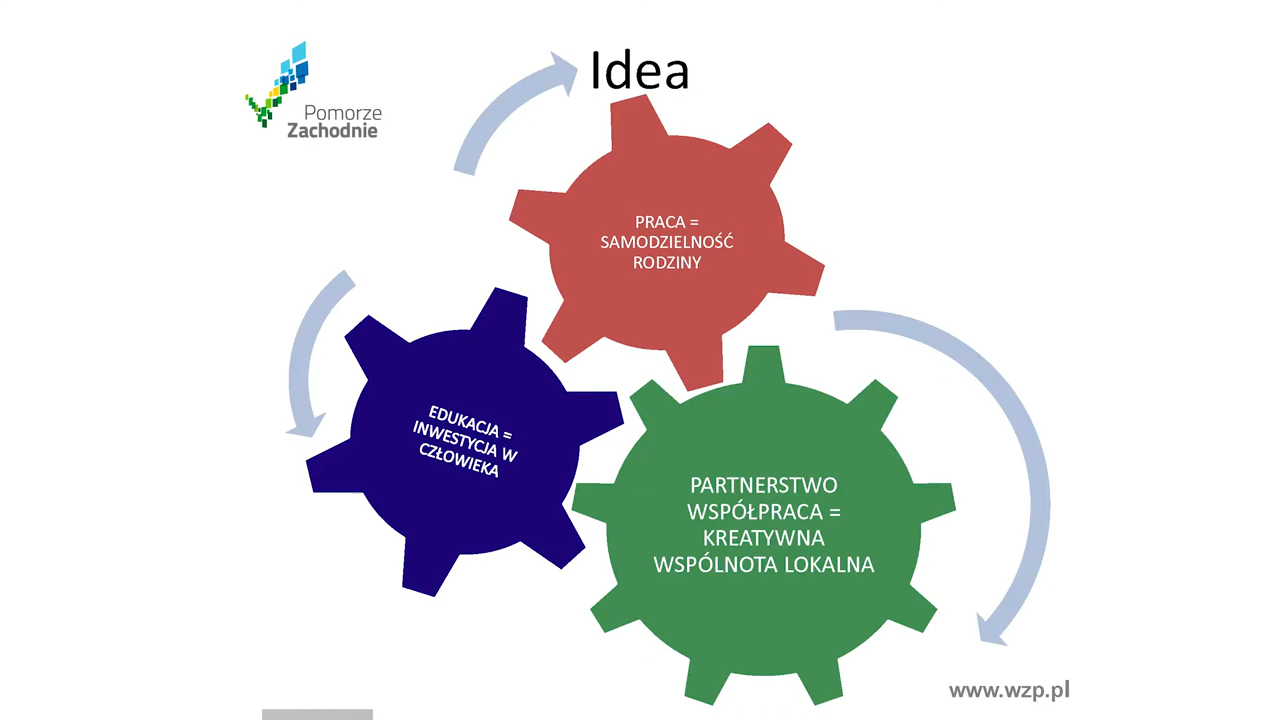 Idea
Pomorze
Zachodnie
PRACA =
SAMODZIELNOŚĆ
RODZINY
EDUKACJA =
INWESTYCJA W
CZŁOWIEKA
PARTNERSTWO
WSPÓŁPRACA =
KREATYWNA
WSPÓLNOTA LOKALNA
www.wzp.pl